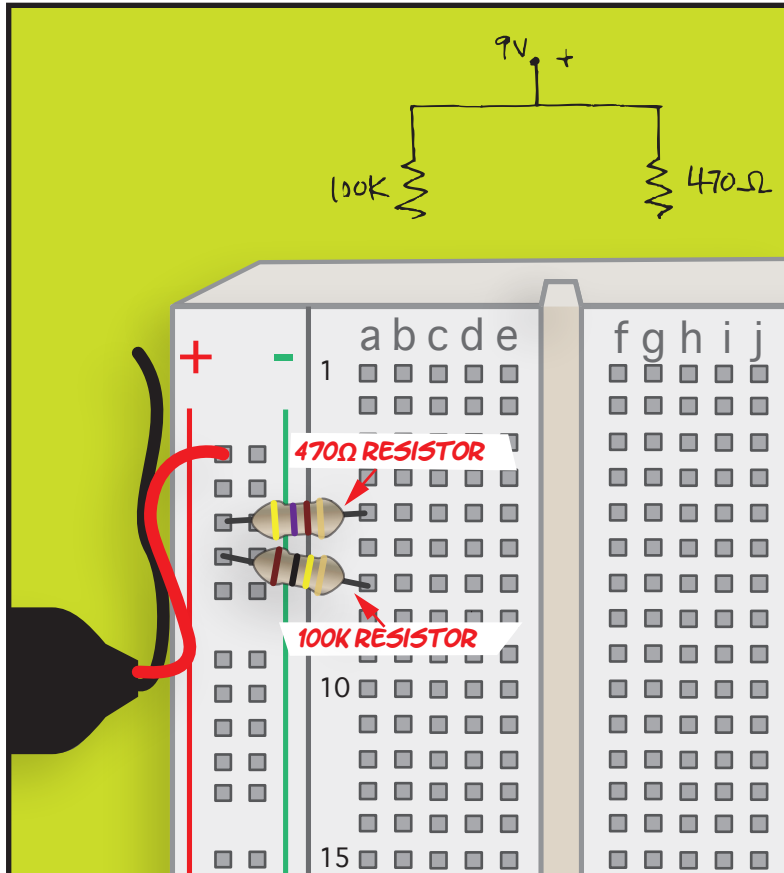 9V +
100K 470Ω
+ - a b c d e f g h i j
1
470Ω RESISTOR
100K RESISTOR
10
15